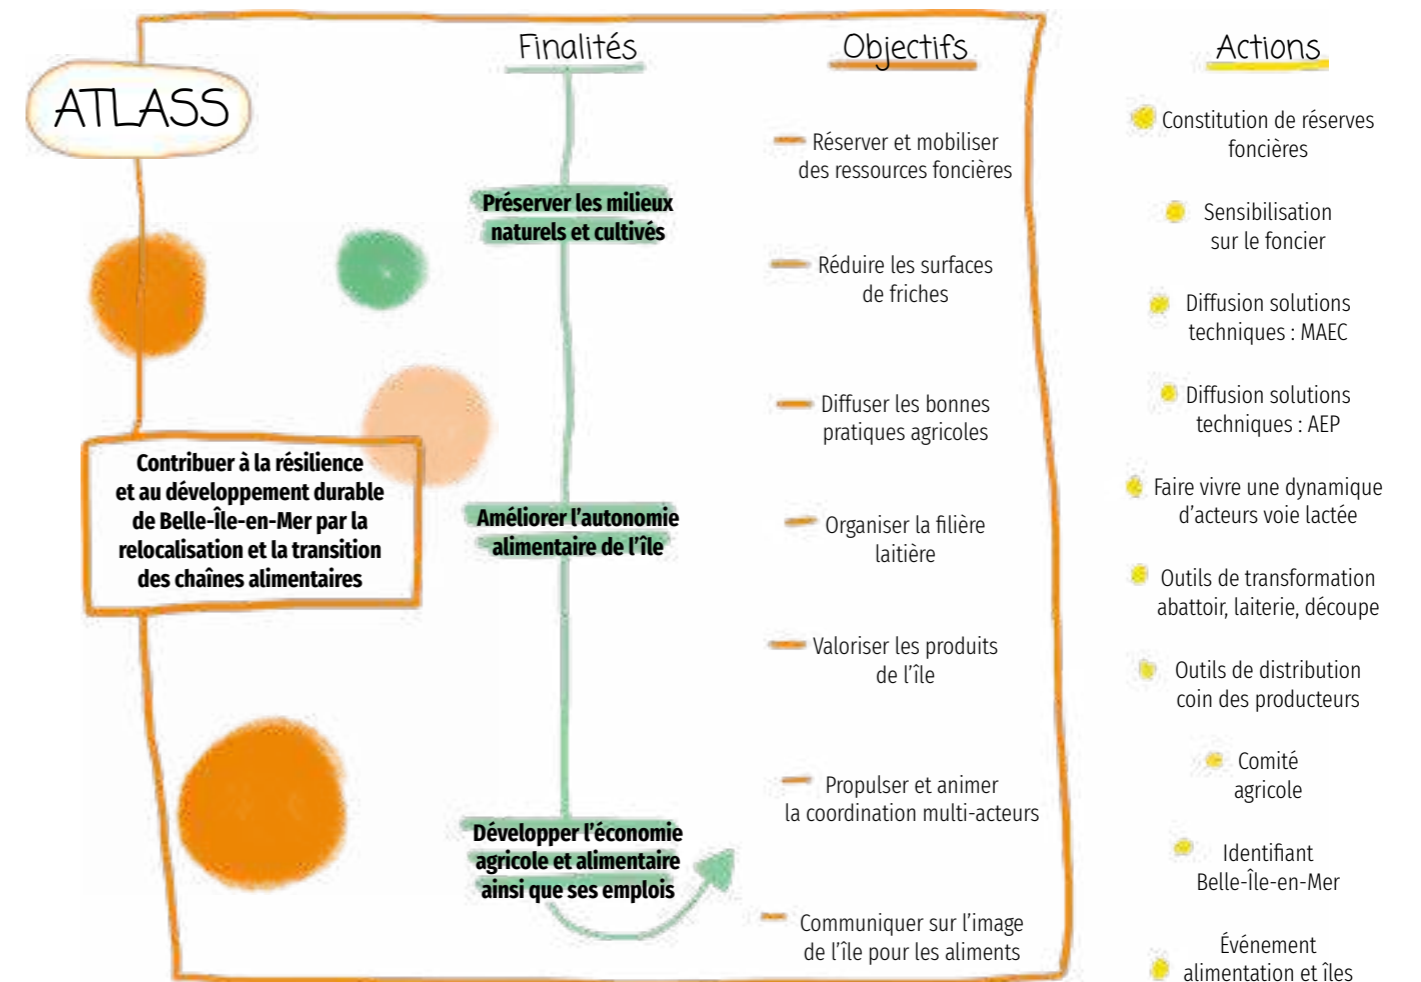 ATLASS
Contribuer à la résilience
et au développement durable
de Belle-Île-en-Mer par la
relocalisation et la transition
des chaînes alimentaires
Finalités
Préserver les milieux
naturels et cultivés
Améliorer l’autonomie
alimentaire de l’île
Développer l’économie
agricole et alimentaire
ainsi que ses emplois
Objectifs
Réserver et mobiliser
des ressources foncières
Réduire les surfaces
de friches
Diffuser les bonnes
pratiques agricoles
Organiser la filière
laitière
Valoriser les produits
de l’île
Propulser et animer
la coordination multi-acteurs
Communiquer sur l’image
de l’île pour les aliments
Actions
Constitution de réserves
foncières
Sensibilisation
sur le foncier
Diffusion solutions
techniques : MAEC
Diffusion solutions
techniques : AEP
Faire vivre une dynamique
d’acteurs voie lactée
Outils de transformation
abattoir, laiterie, découpe
Outils de distribution
coin des producteurs
Comité
agricole
Identifiant
Belle-Île-en-Mer
Événement
alimentation et îles